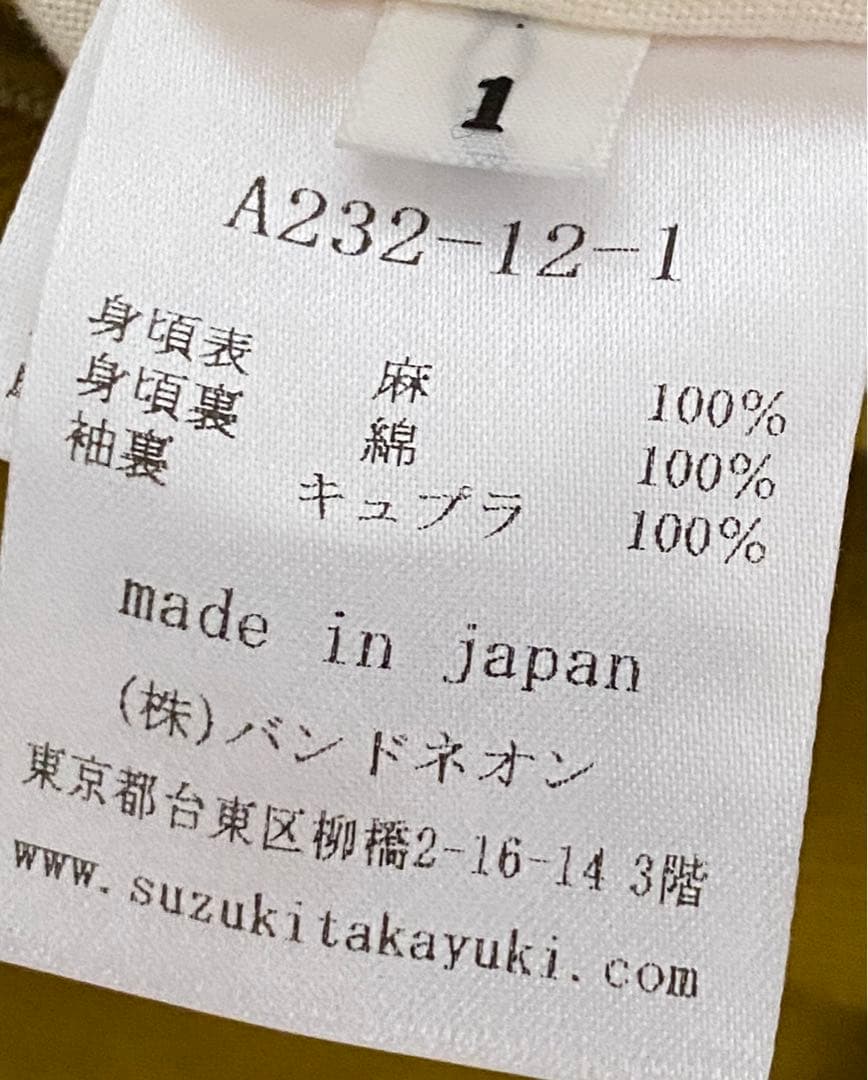 1
A232-12-1
身頃表 麻 100%
身頃裏 綿 100%
袖裏 キュプラ 100%
made in japan
(株)バンドネオン
東京都台東区柳橋2-16-14 3階
www.suzukitakayuki.com